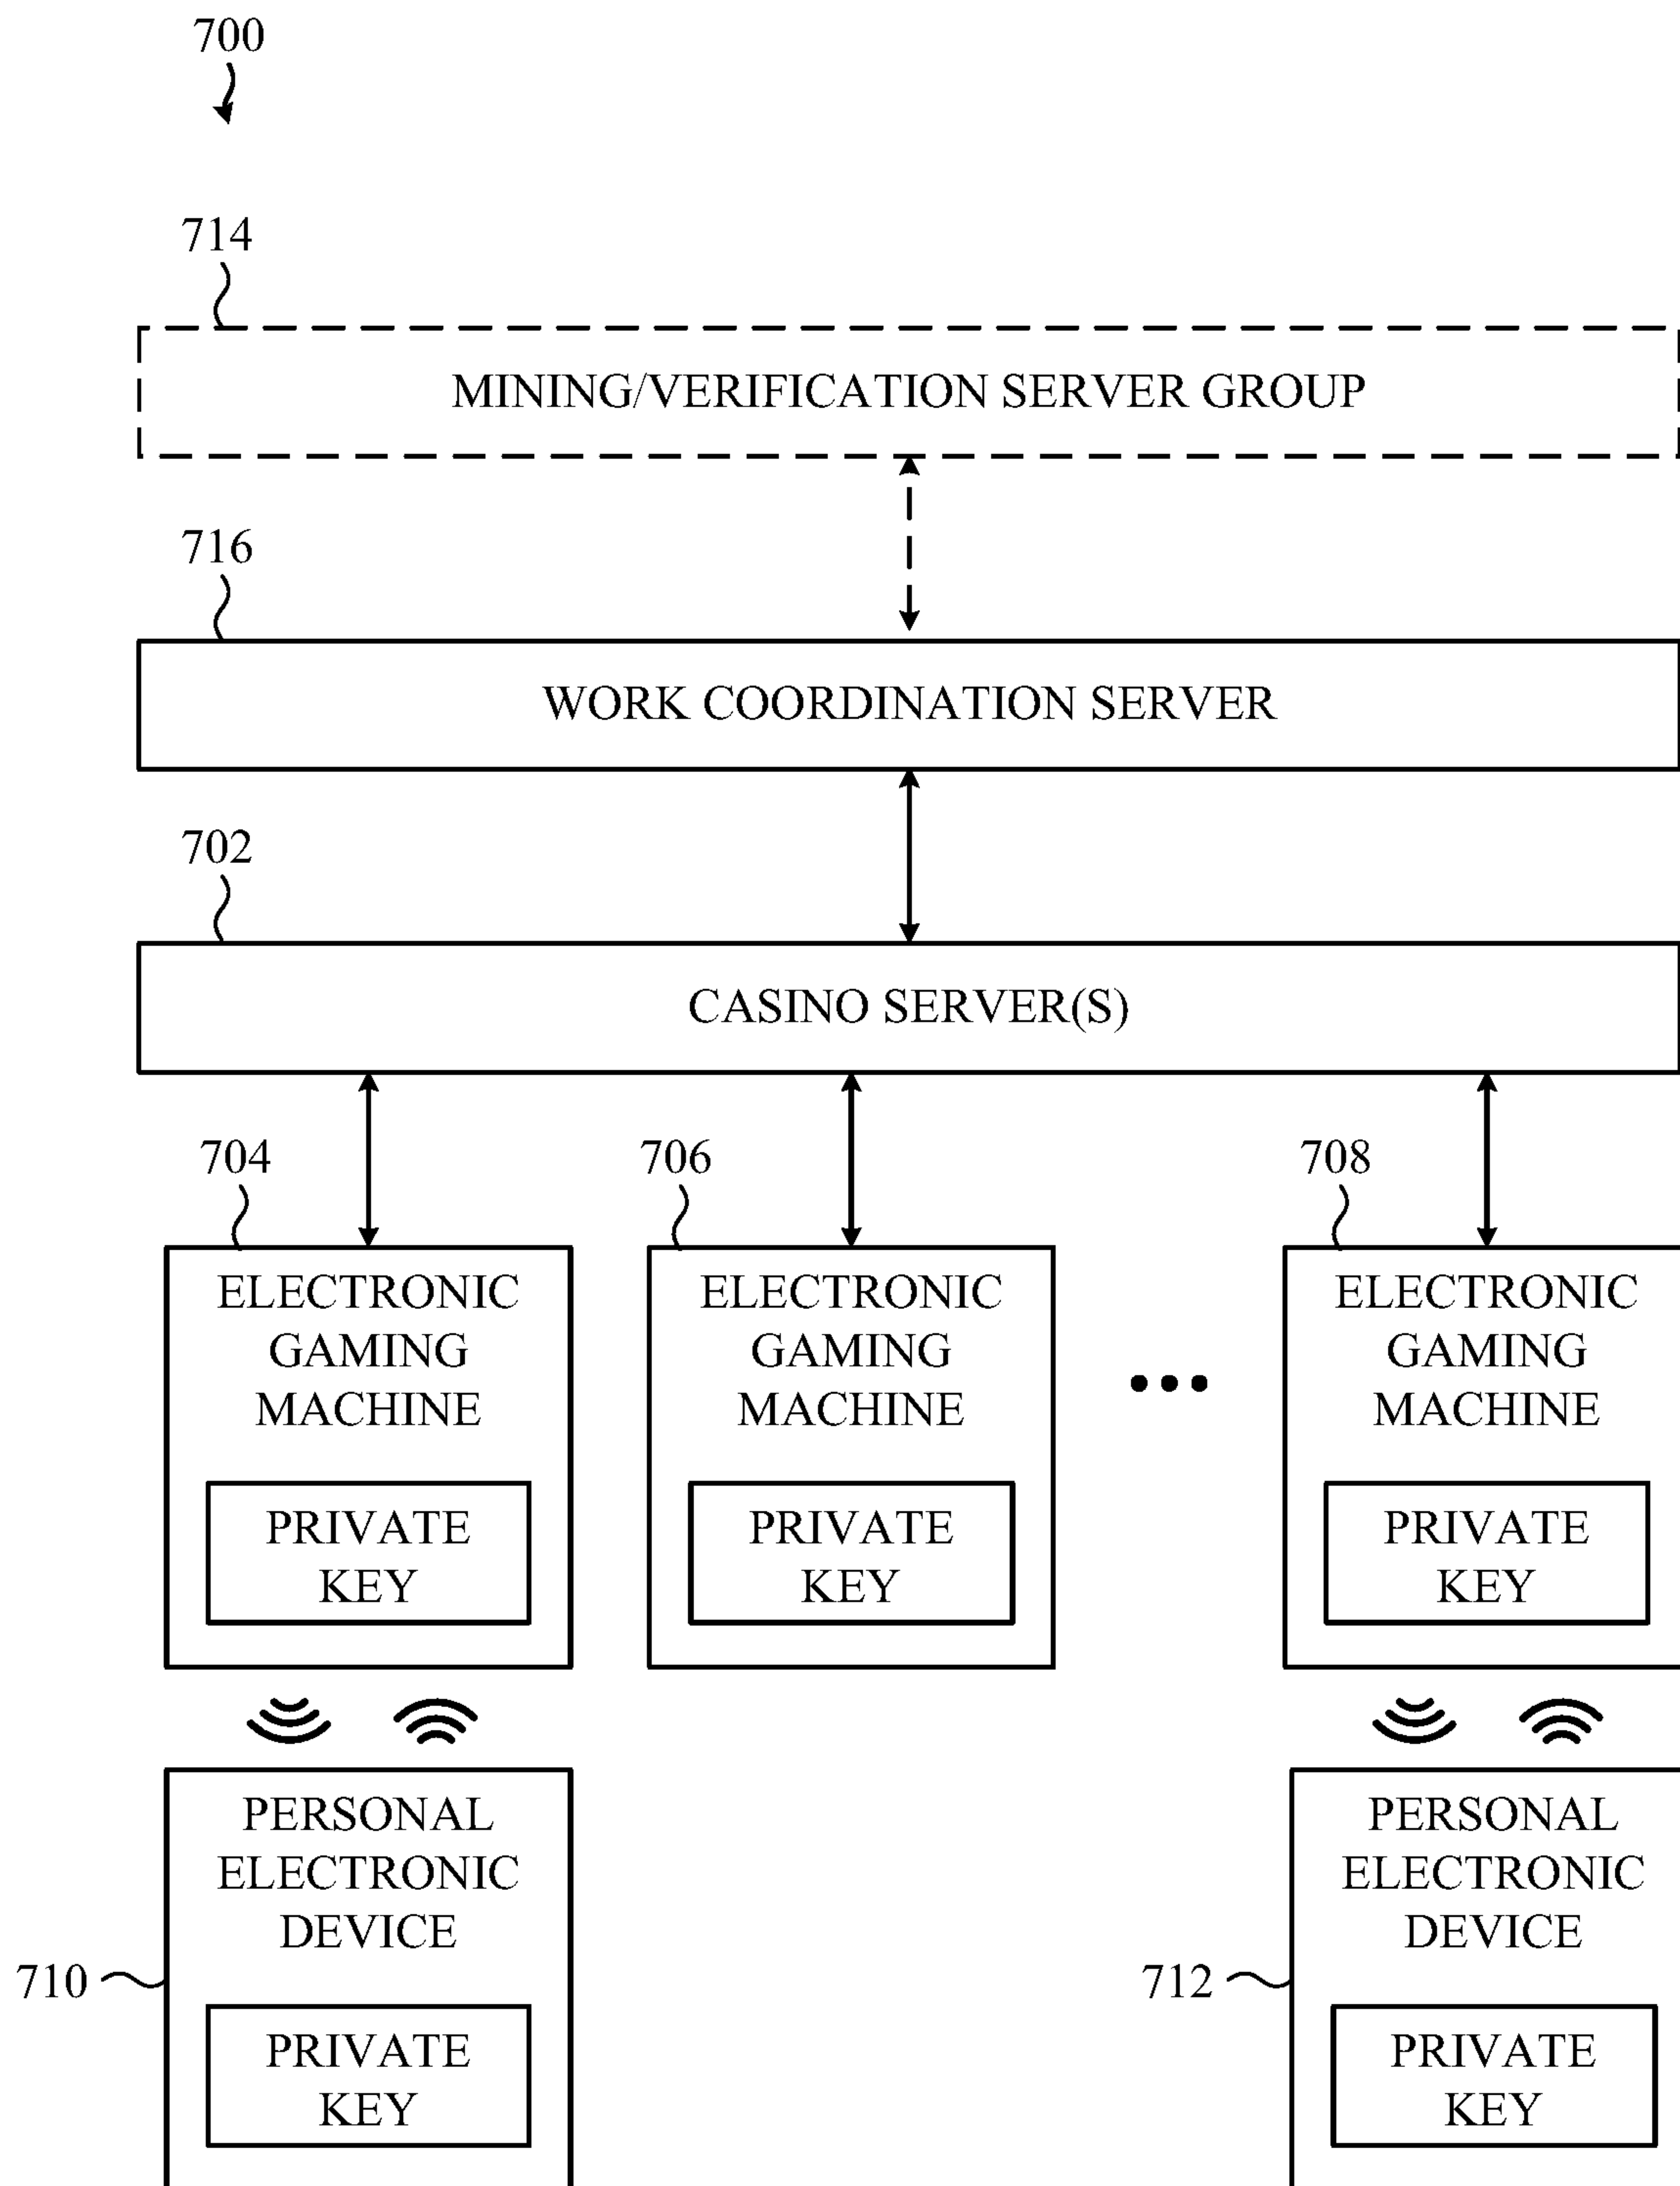 700
714
MINING/VERIFICATION SERVER GROUP
716
WORK COORDINATION SERVER
702
CASINO SERVER(S)
704
ELECTRONIC
GAMING
MACHINE
PRIVATE
KEY
706
ELECTRONIC
GAMING
MACHINE
PRIVATE
KEY
708
ELECTRONIC
GAMING
MACHINE
PRIVATE
KEY
710
PERSONAL
ELECTRONIC
DEVICE
PRIVATE
KEY
712
PERSONAL
ELECTRONIC
DEVICE
PRIVATE
KEY